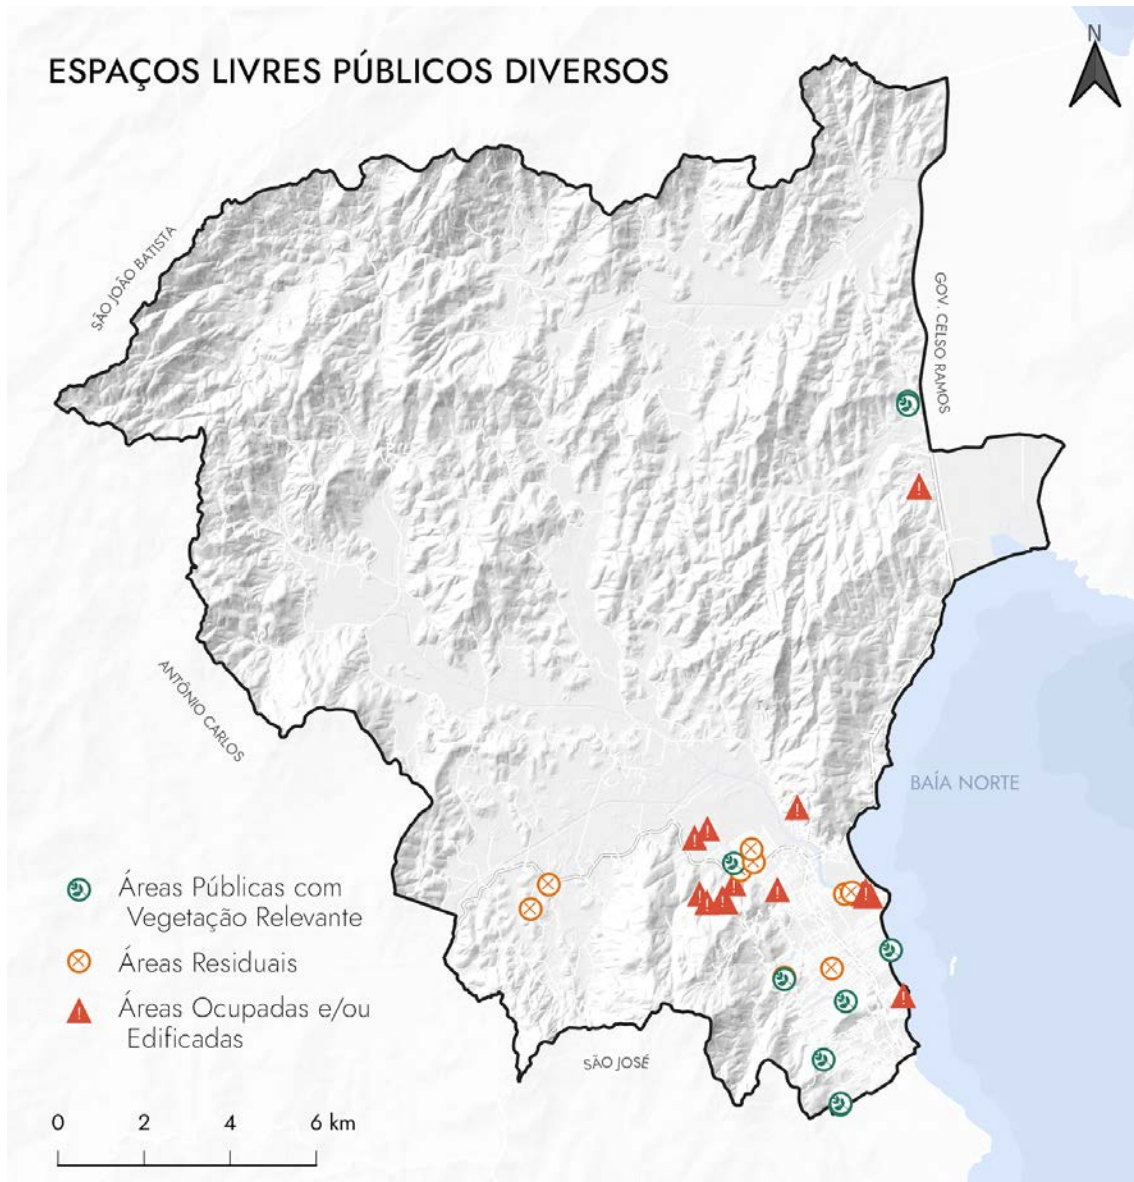 N
ESPAÇOS LIVRES PÚBLICOS DIVERSOS
SÃO JOÃO BATISTA
GOV. CELSO RAMOS
ANTÔNIO CARLOS
BAÍA NORTE
Áreas Públicas com
Vegetação Relevante
Áreas Residuais
Áreas Ocupadas e/ou
Edificadas
SÃO JOSÉ
0 2 4 6 km